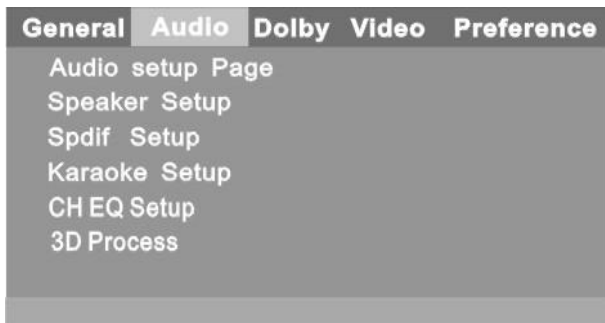 General Audio Dolby Video Preference
Audio setup Page
Speaker Setup
Spdif Setup
Karaoke Setup
CH EQ Setup
3D Process